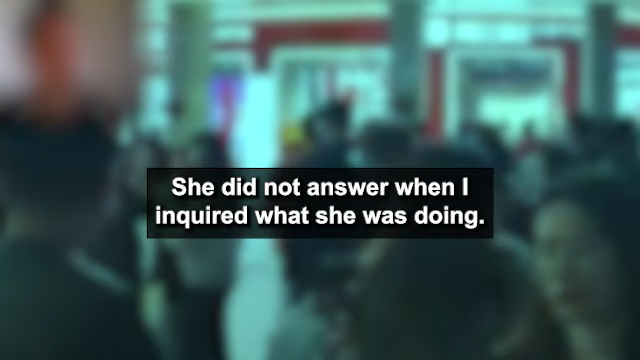 She did not answer when I
inquired what she was doing.